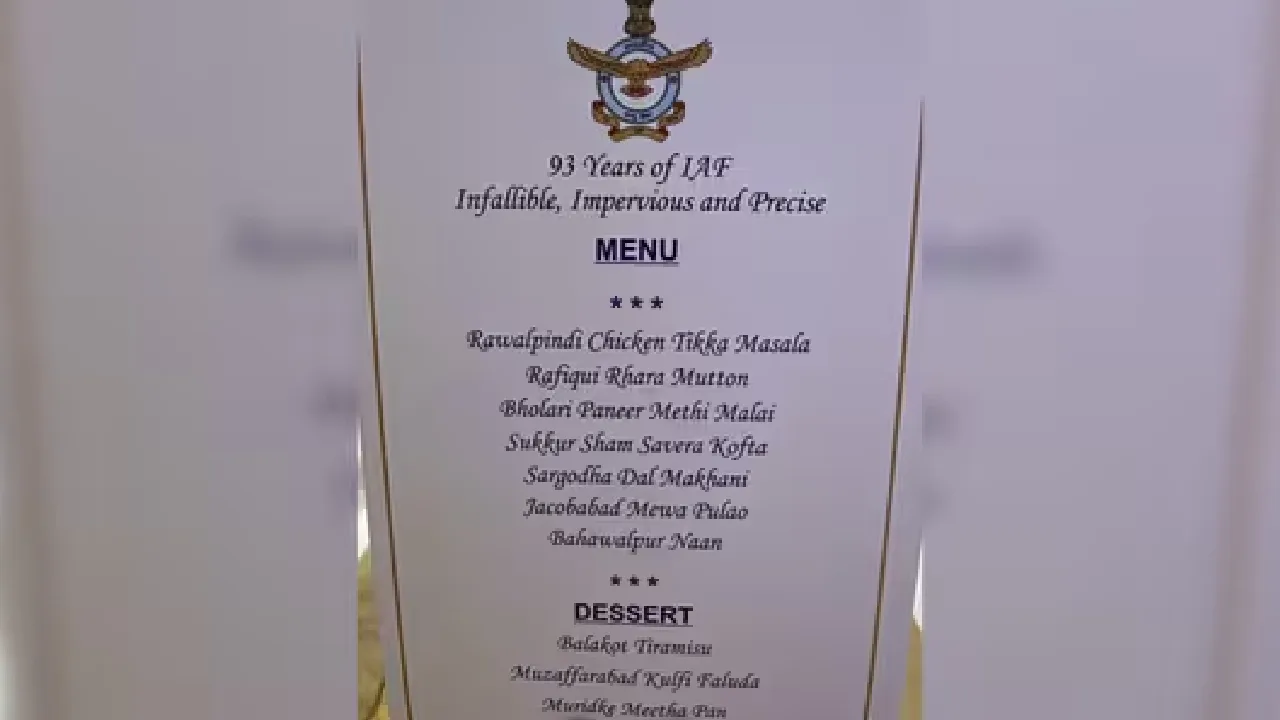 93 Years of IAF
Infallible, Impervious and Precise
MENU
***
Rawalpindi Chicken Tikka Masala
Rafiqui Rhara Mutton
Bholari Paneer Methi Malai
Sukkur Sham Savera Kofta
Sargodha Dal Makhani
Jacobabad Mewa Pulao
Bahawalpur Naan
***
DESSERT
Balakot Tiramisu
Muzaffarabad Kulfi Faluda
Muridke Meetha Pan